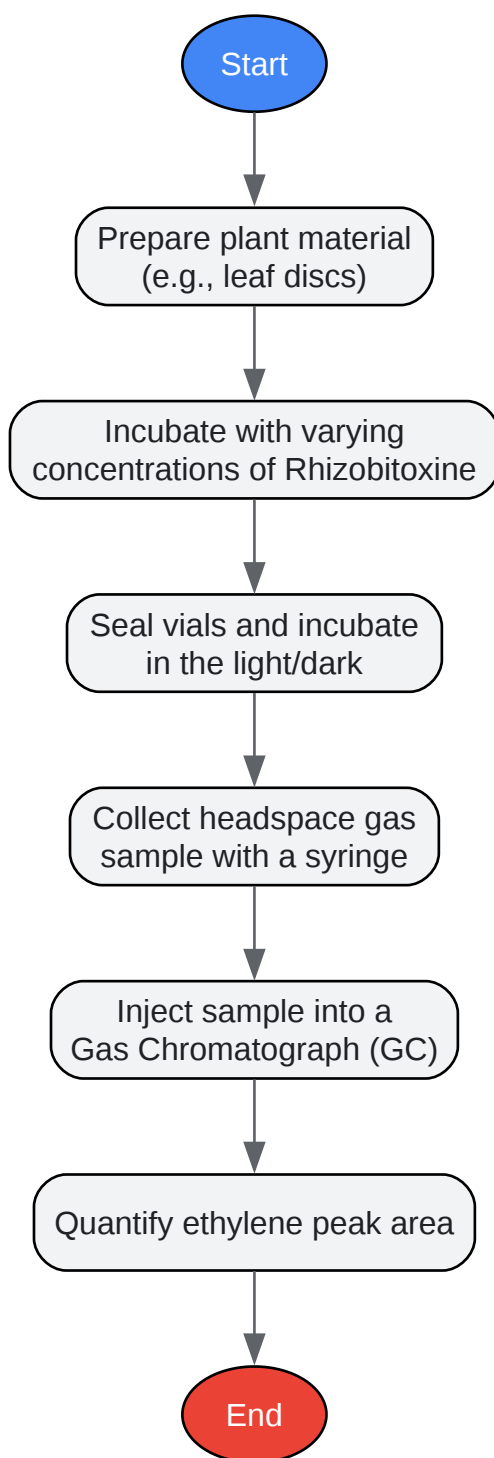 Start
Prepare plant material
(e.g., leaf discs)
Incubate with varying
concentrations of Rhizobitoxine
Seal vials and incubate
in the light/dark
Collect headspace gas
sample with a syringe
Inject sample into a
Gas Chromatograph (GC)
Quantify ethylene peak area
End